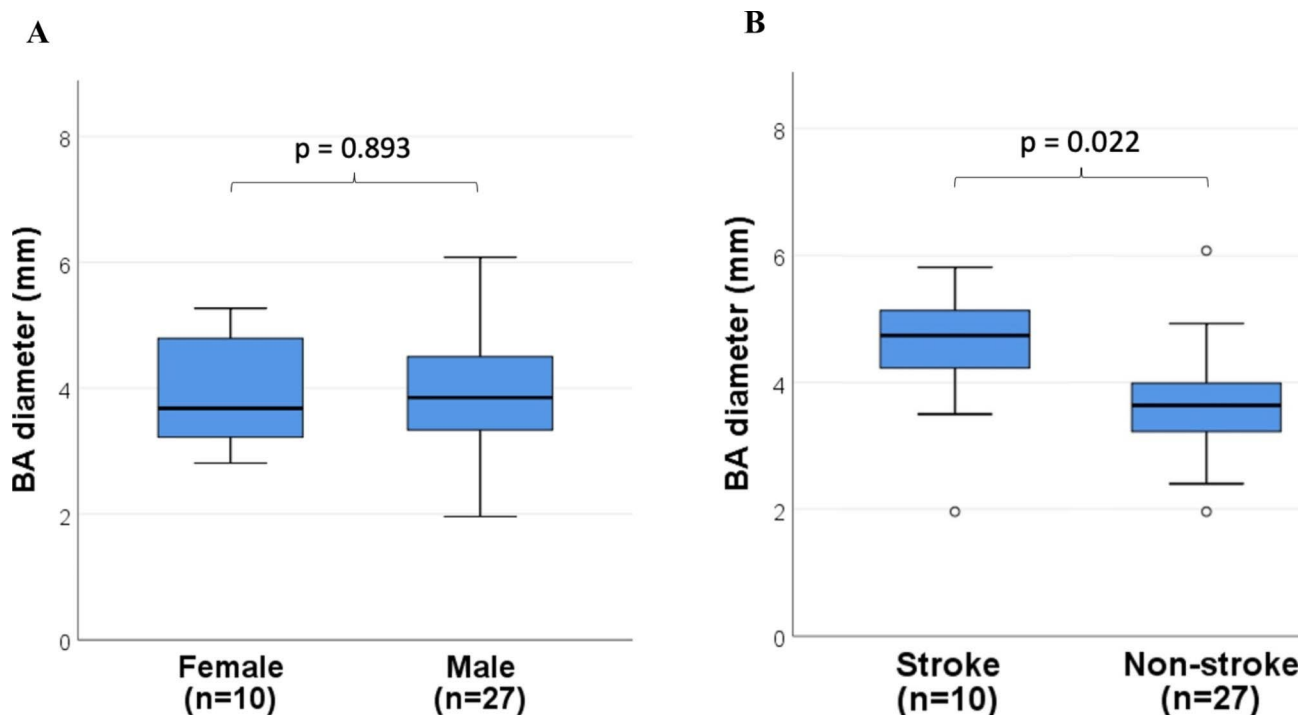 A
p = 0.893
BA diameter (mm)
8
6
4
2
0
Female
(n=10)
Male
(n=27)
B
p = 0.022
BA diameter (mm)
8
6
4
2
0
Stroke
(n=10)
Non-stroke
(n=27)